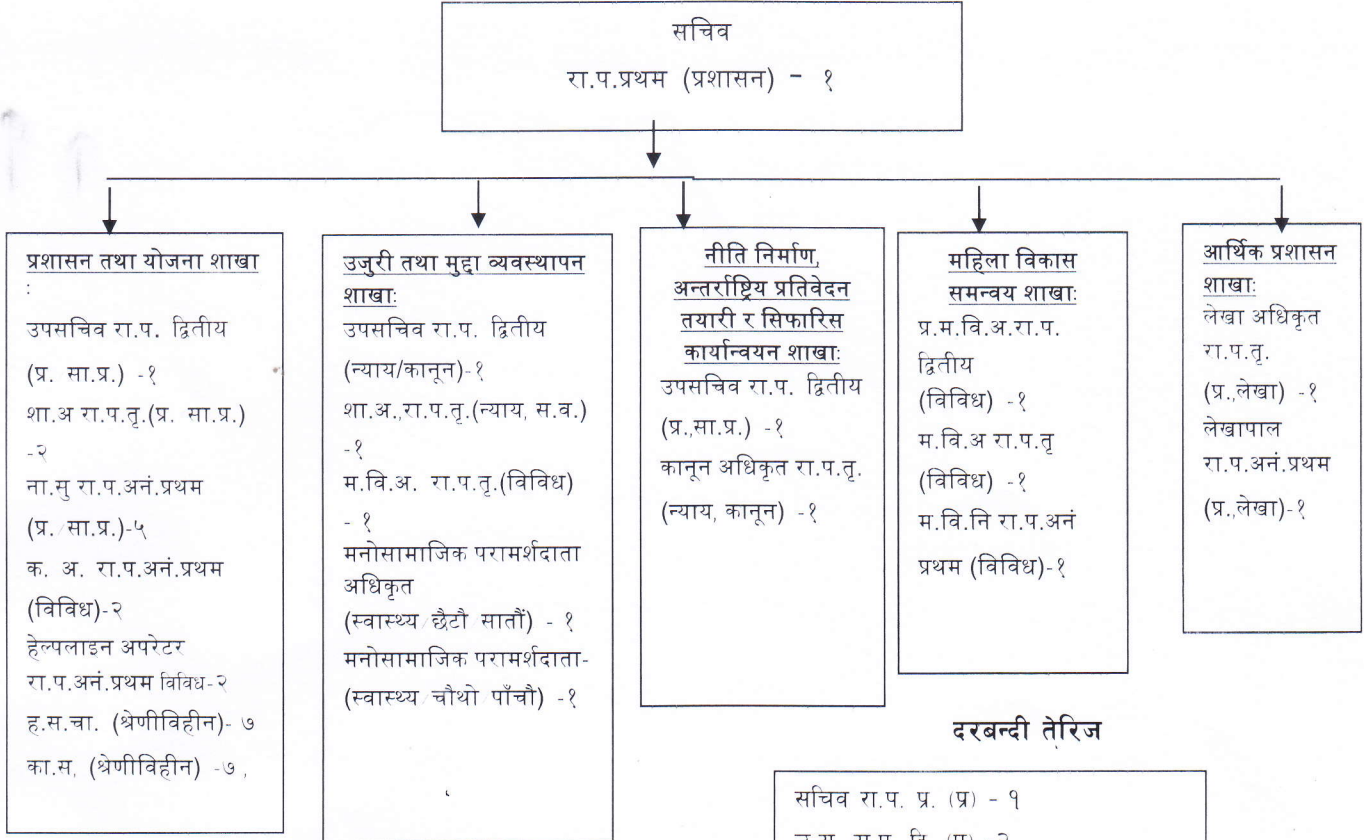 सचिव
रा.प.प्रथम (प्रशासन) - १
प्रशासन तथा योजना शाखा
:
उपसचिव रा.प. द्वितीय
(प्र. सा.प्र.) -१
शा.अ रा.प.तृ.(प्र. सा.प्र.)
-२
ना.सु रा.प.अनं.प्रथम
(प्र. सा.प्र.)-५
क. अ. रा.प.अनं.प्रथम
(विविध)-२
हेल्पलाइन अपरेटर
रा.प.अनं.प्रथम विविध-२
ह.स.चा. (श्रेणीविहीन)- ७
का.स, (श्रेणीविहीन) -७,
उजुरी तथा मुद्दा व्यवस्थापन
शाखाः
उपसचिव रा.प. द्वितीय
(न्याय/कानून)-१
शा.अ.,रा.प.तृ.(न्याय, स.व.)
-१
म.वि.अ. रा.प.तृ.(विविध)
- १
मनोसामाजिक परामर्शदाता
अधिकृत
(स्वास्थ्य छैटौ सातौं) - १
मनोसामाजिक परामर्शदाता-
(स्वास्थ्य चौथो पाँचौ) -१
नीति निर्माण,
अन्तर्राष्ट्रिय प्रतिवेदन
तयारी र सिफारिस
कार्यान्वयन शाखाः
उपसचिव रा.प. द्वितीय
(प्र.,सा.प्र.) -१
कानून अधिकृत रा.प.तृ.
(न्याय, कानून) -१
महिला विकास
समन्वय शाखाः
प्र.म.वि.अ.रा.प.
द्वितीय
(विविध) -१
म.वि.अ रा.प.तृ
(विविध) -१
म.वि.नि रा.प.अनं
प्रथम (विविध)-१
आर्थिक प्रशासन
शाखाः
लेखा अधिकृत
रा.प.तृ.
(प्र.,लेखा) -१
लेखापाल
रा.प.अनं.प्रथम
(प्र.,लेखा)-१
दरबन्दी तेरिज
सचिव रा.प. प्र. (प्र) - १